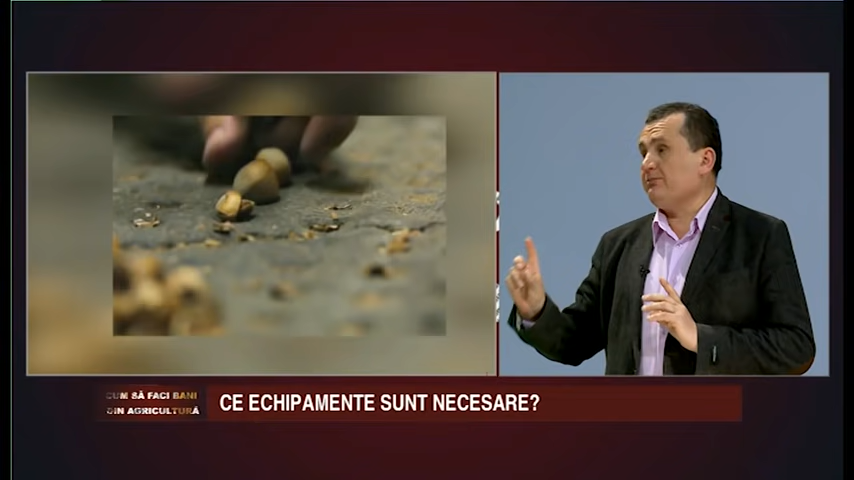 CUM SĂ FACI BANI
DIN AGRICULTURĂ
CE ECHIPAMENTE SUNT NECESARE?